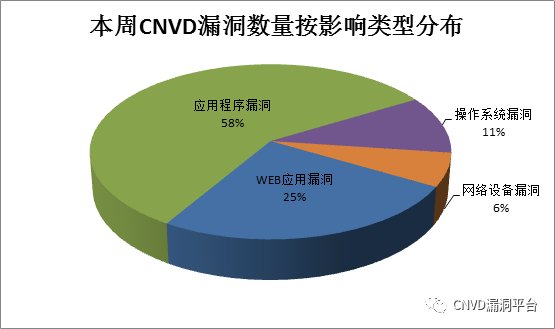 本周CNVD漏洞数量按影响类型分布
应用程序漏洞
58%
操作系统漏洞
11%
WEB应用漏洞
25%
网络设备漏洞
6%
CNVD漏洞平台